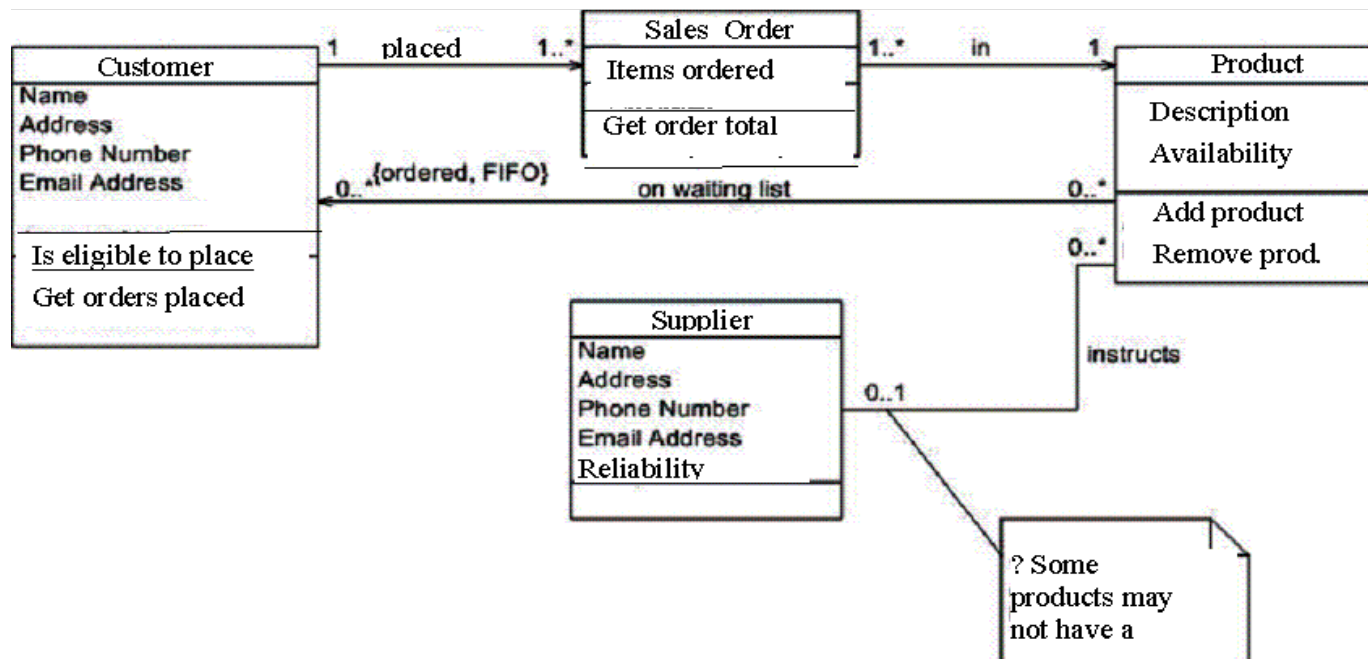 Sales Order
1 placed 1..*
1..* in 1
Customer
Items ordered
Product
Name
Address
Phone Number
Email Address
Get order total
Description
Availability
0..* {ordered, FIFO}
on waiting list
0..*
Is eligible to place
Get orders placed
Add product
Remove prod.
0..*
Supplier
Name
Address
Phone Number
Email Address
Reliability
instructs
0..1
? Some
products may
not have a